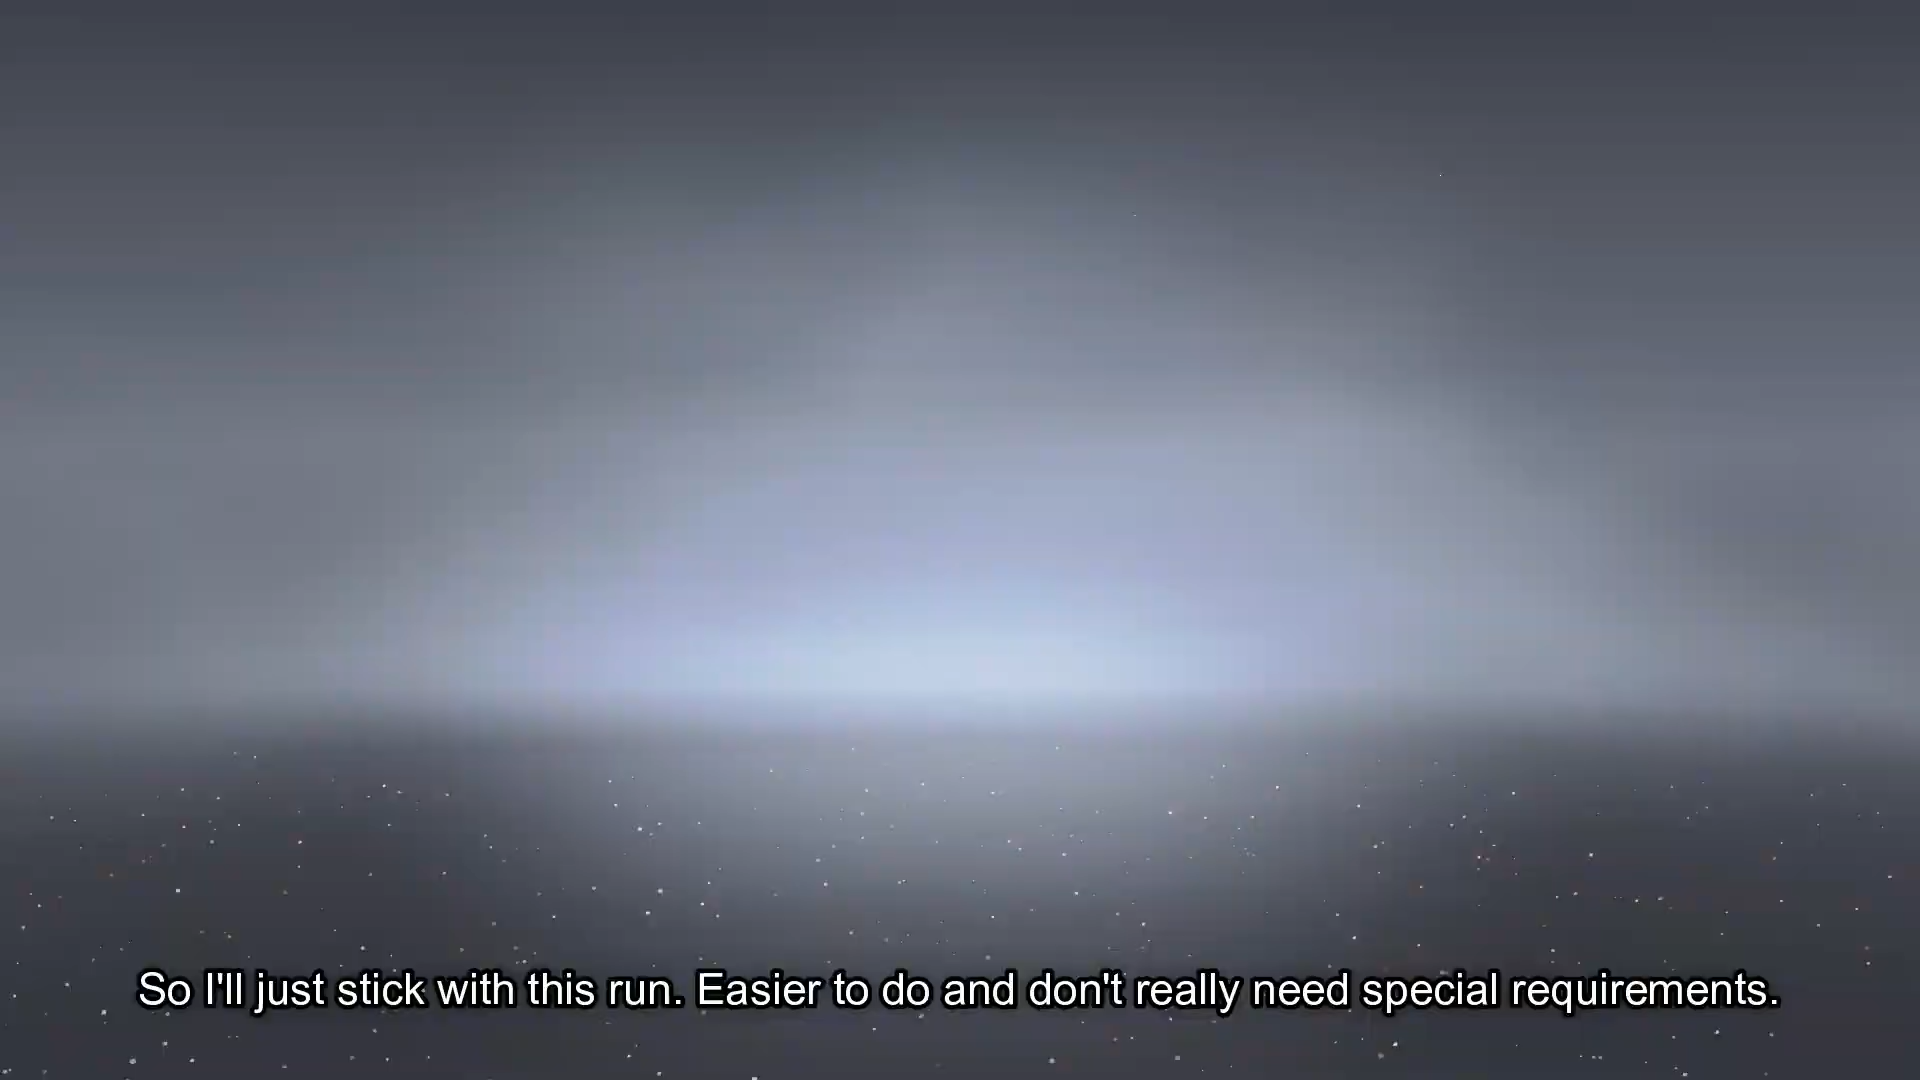 So I'll just stick with this run. Easier to do and don't really need special requirements.